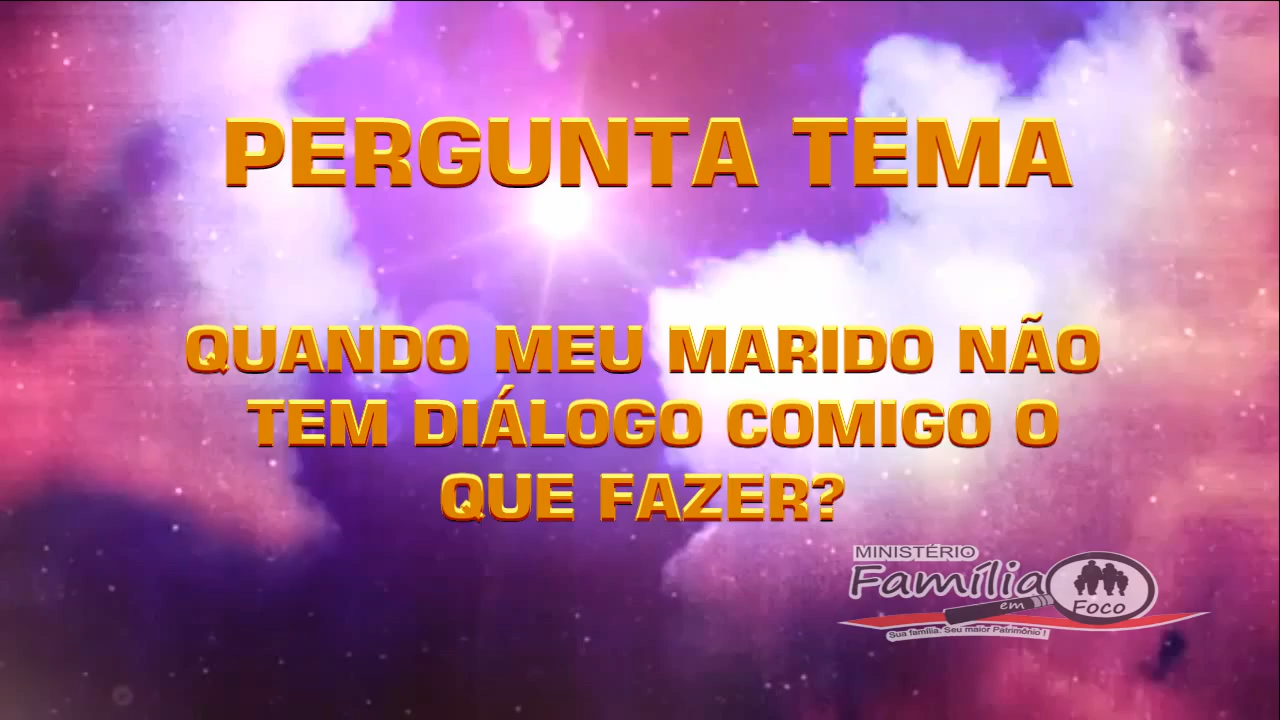 PERGUNTA TEMA
QUANDO MEU MARIDO NÃO
TEM DIÁLOGO COMIGO O
QUE FAZER?
MINISTÉRIO
Família
em
Foco
Sua família. Seu maior Patrimônio !